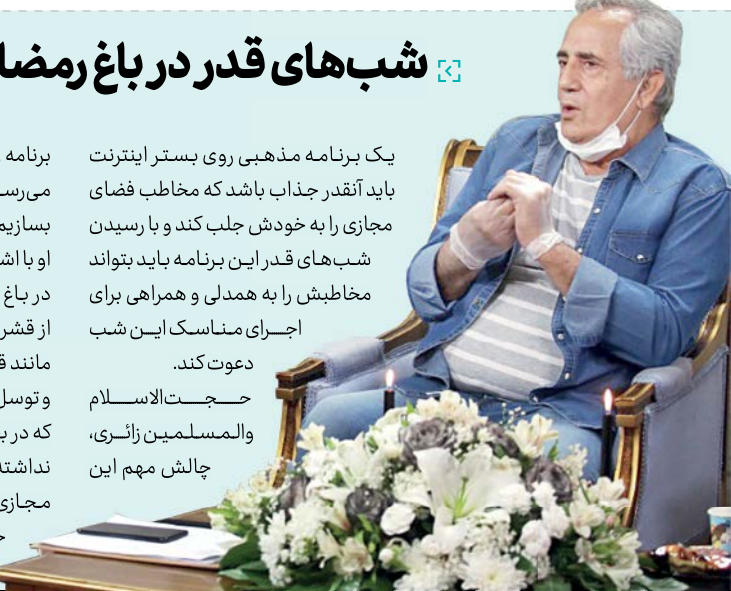 شب‌های قدر در باغ رمضا
یک برنامه مذهبی روی بستر اینترنت
باید آنقدر جذاب باشد که مخاطب فضای
مجازی را به خودش جلب کند و با رسیدن
شب‌های قدر این برنامه باید بتواند
مخاطبش را به همدلی و همراهی برای
اجرای مناسک این شب
دعوت کند.
حجت‌الاسلام
والمسلمین زائری،
چالش مهم این
برنامه
می‌رس
بسازیم
او با اش
در باغ
از قشر
مانند ق
و توسل
که در ب
نداشته
مجازی